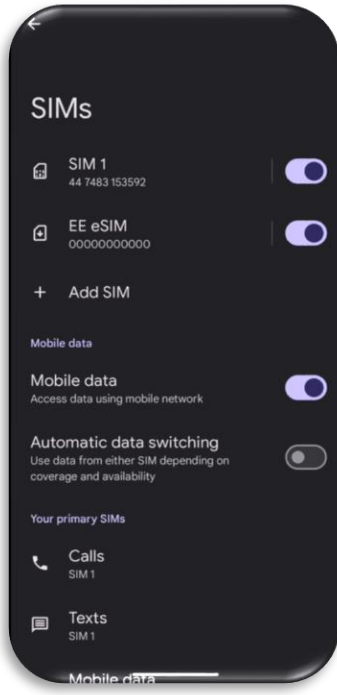 SIMs
SIM 1
44 7483 153592
EE eSIM
00000000000
Add SIM
Mobile data
Mobile data
Access data using mobile network
Automatic data switching
Use data from either SIM depending on
coverage and availability
Your primary SIMs
Calls
SIM 1
Texts
SIM 1
Mobile data